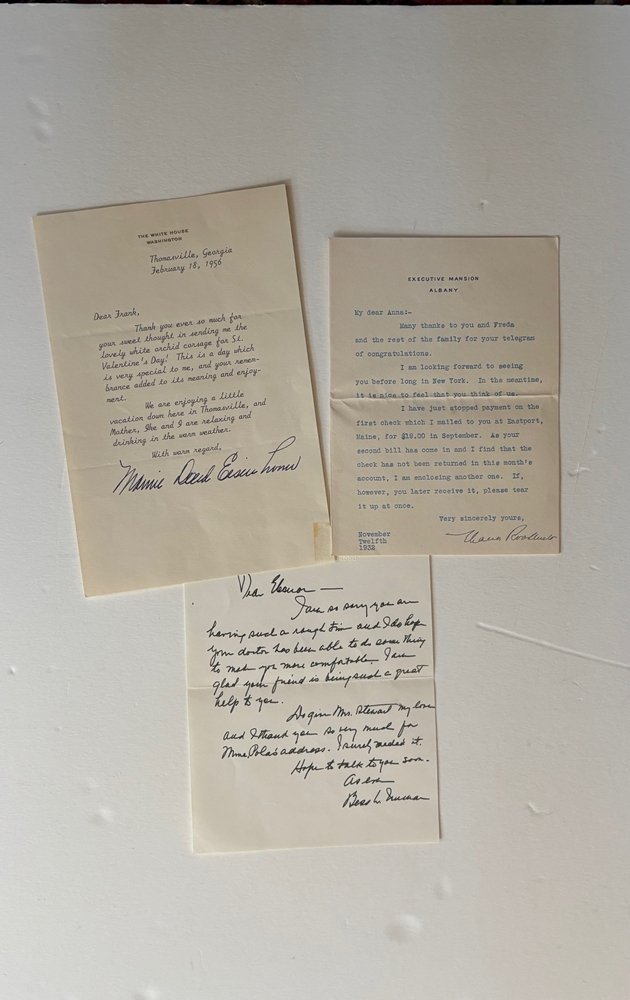 THE WHITE HOUSE
WASHINGTON
Thomasville, Georgia
February 18, 1956
Dear Frank,
Thank you ever so much for
your sweet thought in sending me the
lovely white orchid corsage for St.
Valentine's Day! This is a day which
is very special to me, and your remem-
brance added to its meaning and enjoy-
ment.
We are enjoying a little
vacation down here in Thomasville, and
Mother, Ike and I are relaxing and
drinking in the warm weather.
With warm regard,
Mamie Doud Eisenhower
EXECUTIVE MANSION
ALBANY
My dear Anna:-
Many thanks to you and Freda
and the rest of the family for your telegram
of congratulations.
I am looking forward to seeing
you before long in New York. In the meantime,
it is nice to feel that you think of us.
I have just stopped payment on the
first check which I mailed to you at Eastport,
Maine, for $19.00 in September. As your
second bill has come in and I find that the
check has not been returned in this month's
account, I am enclosing another one. If,
however, you later receive it, please tear
it up at once.
Very sincerely yours,
November
Twelfth
1932
Eleanor Roosevelt
Dear Eleanor —
I am so sorry you are
having such a rough time and I do hope
your doctor has been able to do something
to make you more comfortable. I am
glad your friend is being such a great
help to you.
Do give Mrs. Stewart my love
and I thank you so very much for
Mme. Pola's address. I surely needed it.
Hope to talk to you soon.
As ever
Bess W. Truman